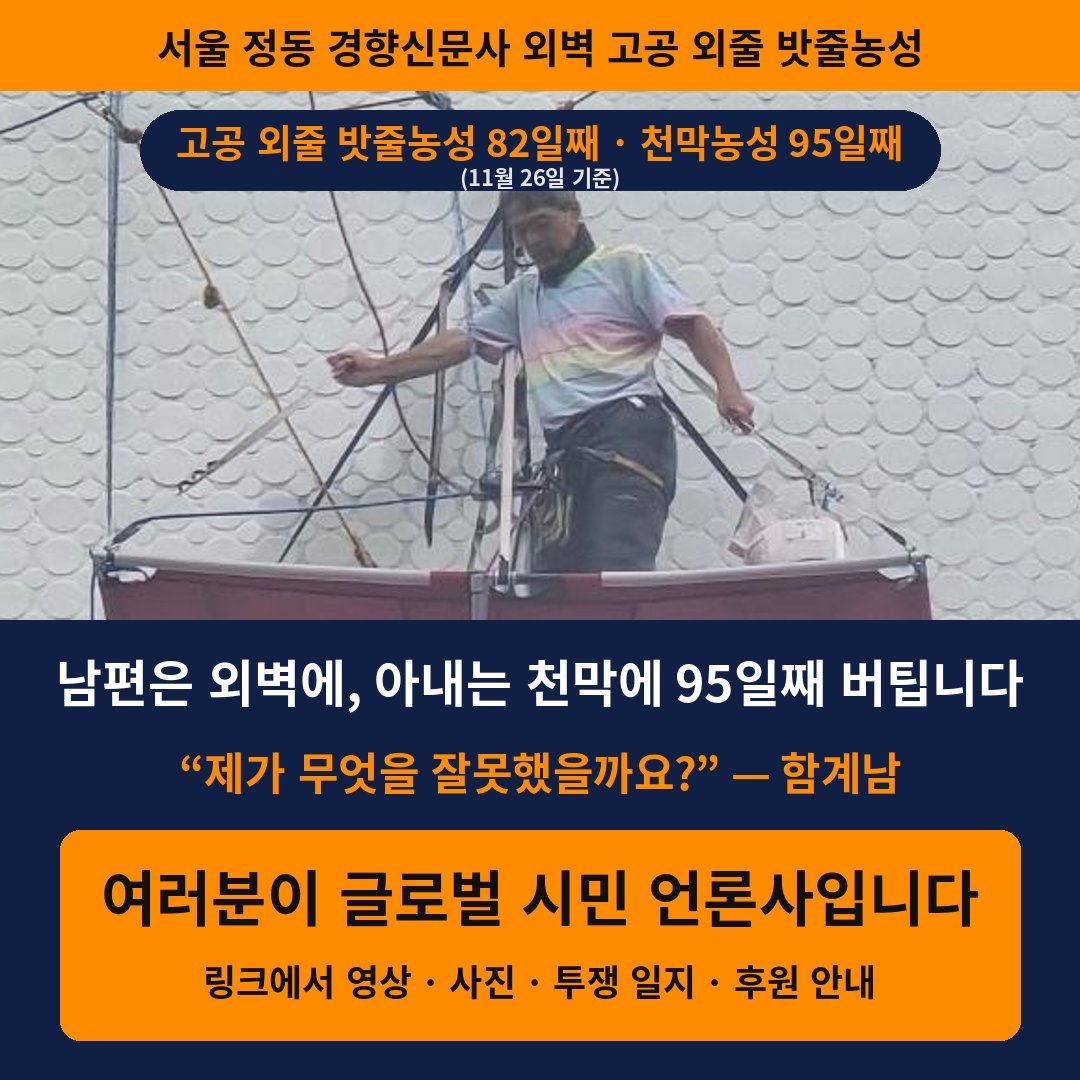 서울 정동 경향신문사 외벽 고공 외줄 밧줄농성
고공 외줄 밧줄농성 82일째 · 천막농성 95일째
(11월 26일 기준)
남편은 외벽에, 아내는 천막에 95일째 버팁니다
“제가 무엇을 잘못했을까요?” — 함계남
여러분이 글로벌 시민 언론사입니다
링크에서 영상 · 사진 · 투쟁 일지 · 후원 안내